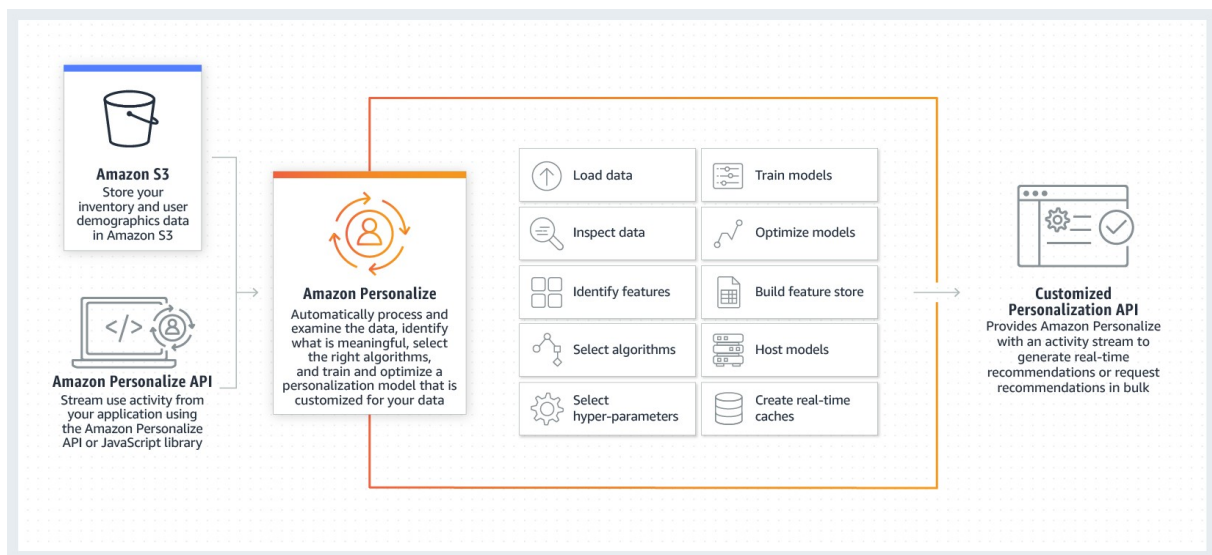 Amazon S3
Store your
inventory and user
demographics data
in Amazon S3
</>
Amazon Personalize API
Stream use activity from
your application using
the Amazon Personalize
API or JavaScript library
Amazon Personalize
Automatically process and
examine the data, identify
what is meaningful, select
the right algorithms,
and train and optimize a
personalization model that is
customized for your data
Load data
Train models
Inspect data
Optimize models
Identify features
Build feature store
Select algorithms
Host models
Select
hyper-parameters
Create real-time
caches
Customized
Personalization API
Provides Amazon Personalize
with an activity stream to
generate real-time
recommendations or request
recommendations in bulk